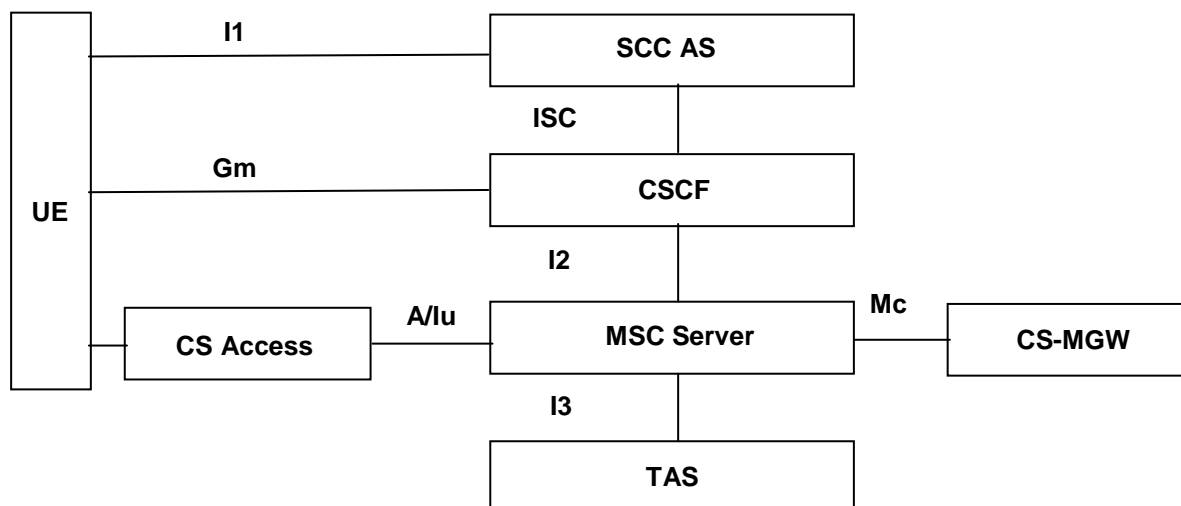 I1
SCC AS
ISC
Gm
CSCF
UE
I2
A/Iu
Mc
CS Access
MSC Server
CS-MGW
I3
TAS